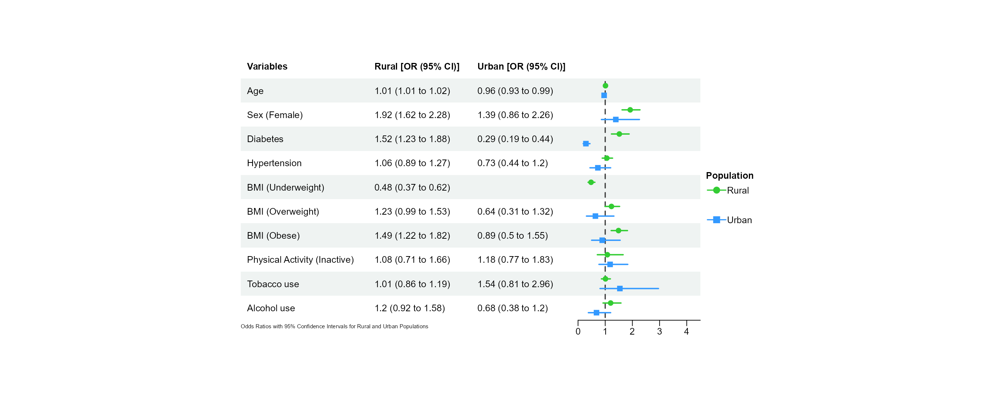 Variables Rural [OR (95% CI)] Urban [OR (95% CI)]
Age 1.01 (1.01 to 1.02) 0.96 (0.93 to 0.99)
Sex (Female) 1.92 (1.62 to 2.28) 1.39 (0.86 to 2.26)
Diabetes 1.52 (1.23 to 1.88) 0.29 (0.19 to 0.44)
Hypertension 1.06 (0.89 to 1.27) 0.73 (0.44 to 1.2)
BMI (Underweight) 0.48 (0.37 to 0.62)
BMI (Overweight) 1.23 (0.99 to 1.53) 0.64 (0.31 to 1.32)
BMI (Obese) 1.49 (1.22 to 1.82) 0.89 (0.5 to 1.55)
Physical Activity (Inactive) 1.08 (0.71 to 1.66) 1.18 (0.77 to 1.83)
Tobacco use 1.01 (0.86 to 1.19) 1.54 (0.81 to 2.96)
Alcohol use 1.2 (0.92 to 1.58) 0.68 (0.38 to 1.2)
0 1 2 3 4
Odds Ratios with 95% Confidence Intervals for Rural and Urban Populations
Population
Rural
Urban